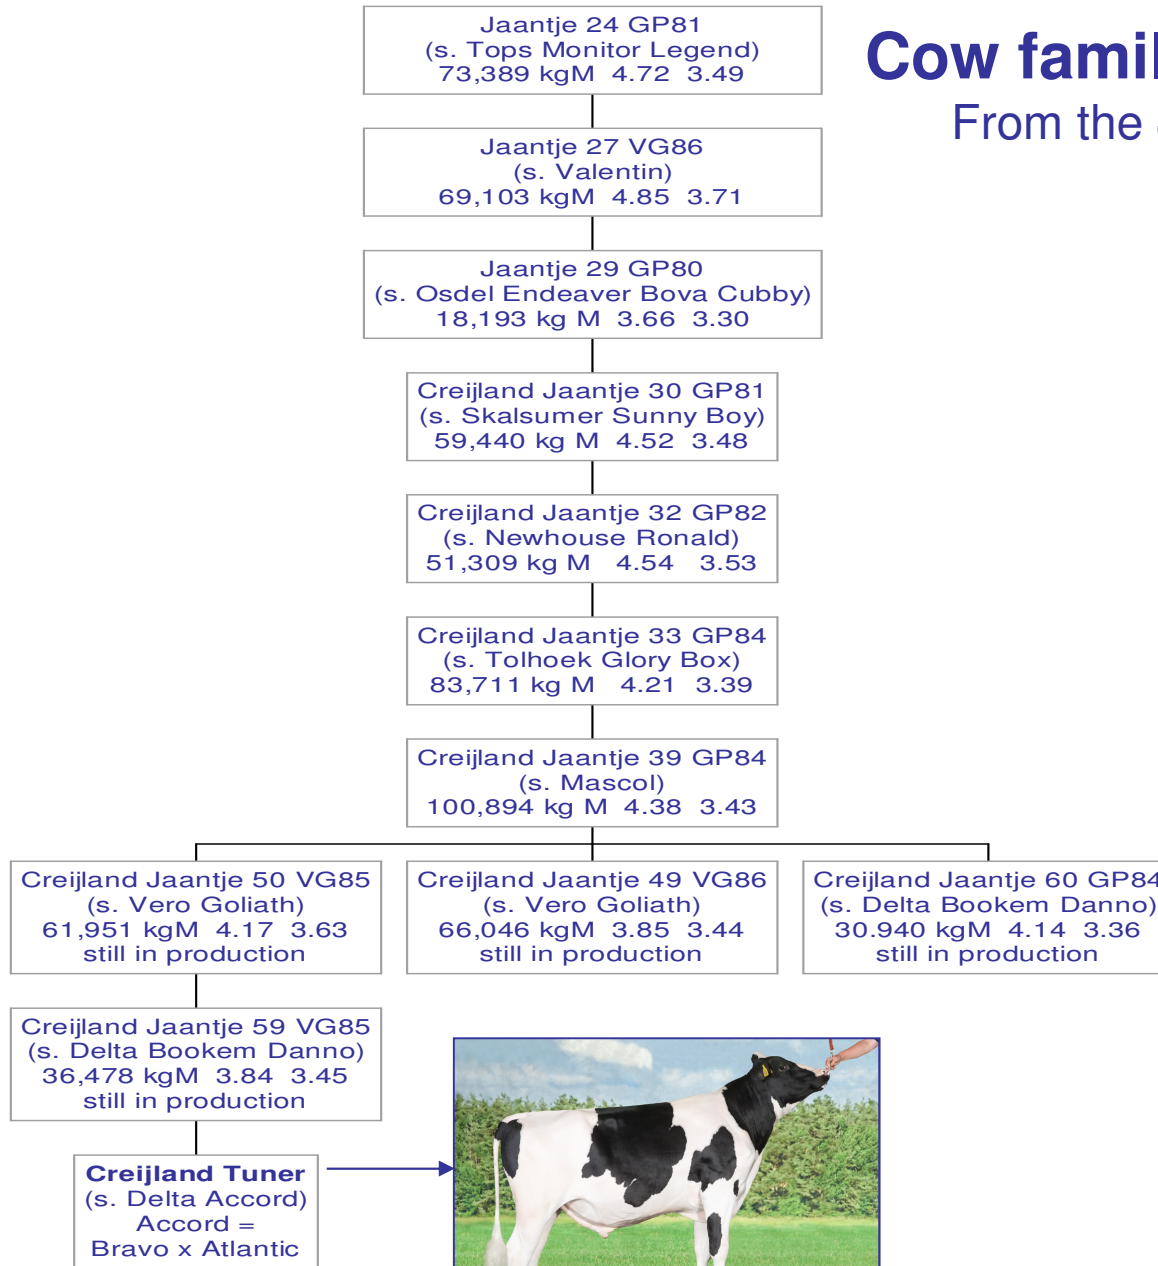 Jaantje 24 GP81
(s. Tops Monitor Legend)
73,389 kgM 4.72 3.49
Cow famil
From the
Jaantje 27 VG86
(s. Valentin)
69,103 kgM 4.85 3.71
Jaantje 29 GP80
(s. Osdel Endeaver Bova Cubby)
18,193 kg M 3.66 3.30
Creijland Jaantje 30 GP81
(s. Skalsumer Sunny Boy)
59,440 kg M 4.52 3.48
Creijland Jaantje 32 GP82
(s. Newhouse Ronald)
51,309 kg M 4.54 3.53
Creijland Jaantje 33 GP84
(s. Tolhoek Glory Box)
83,711 kg M 4.21 3.39
Creijland Jaantje 39 GP84
(s. Mascol)
100,894 kg M 4.38 3.43
Creijland Jaantje 50 VG85
(s. Vero Goliath)
61,951 kgM 4.17 3.63
still in production
Creijland Jaantje 49 VG86
(s. Vero Goliath)
66,046 kgM 3.85 3.44
still in production
Creijland Jaantje 60 GP84
(s. Delta Bookem Danno)
30.940 kgM 4.14 3.36
still in production
Creijland Jaantje 59 VG85
(s. Delta Bookem Danno)
36,478 kgM 3.84 3.45
still in production
Creijland Tuner
(s. Delta Accord)
Accord =
Bravo x Atlantic